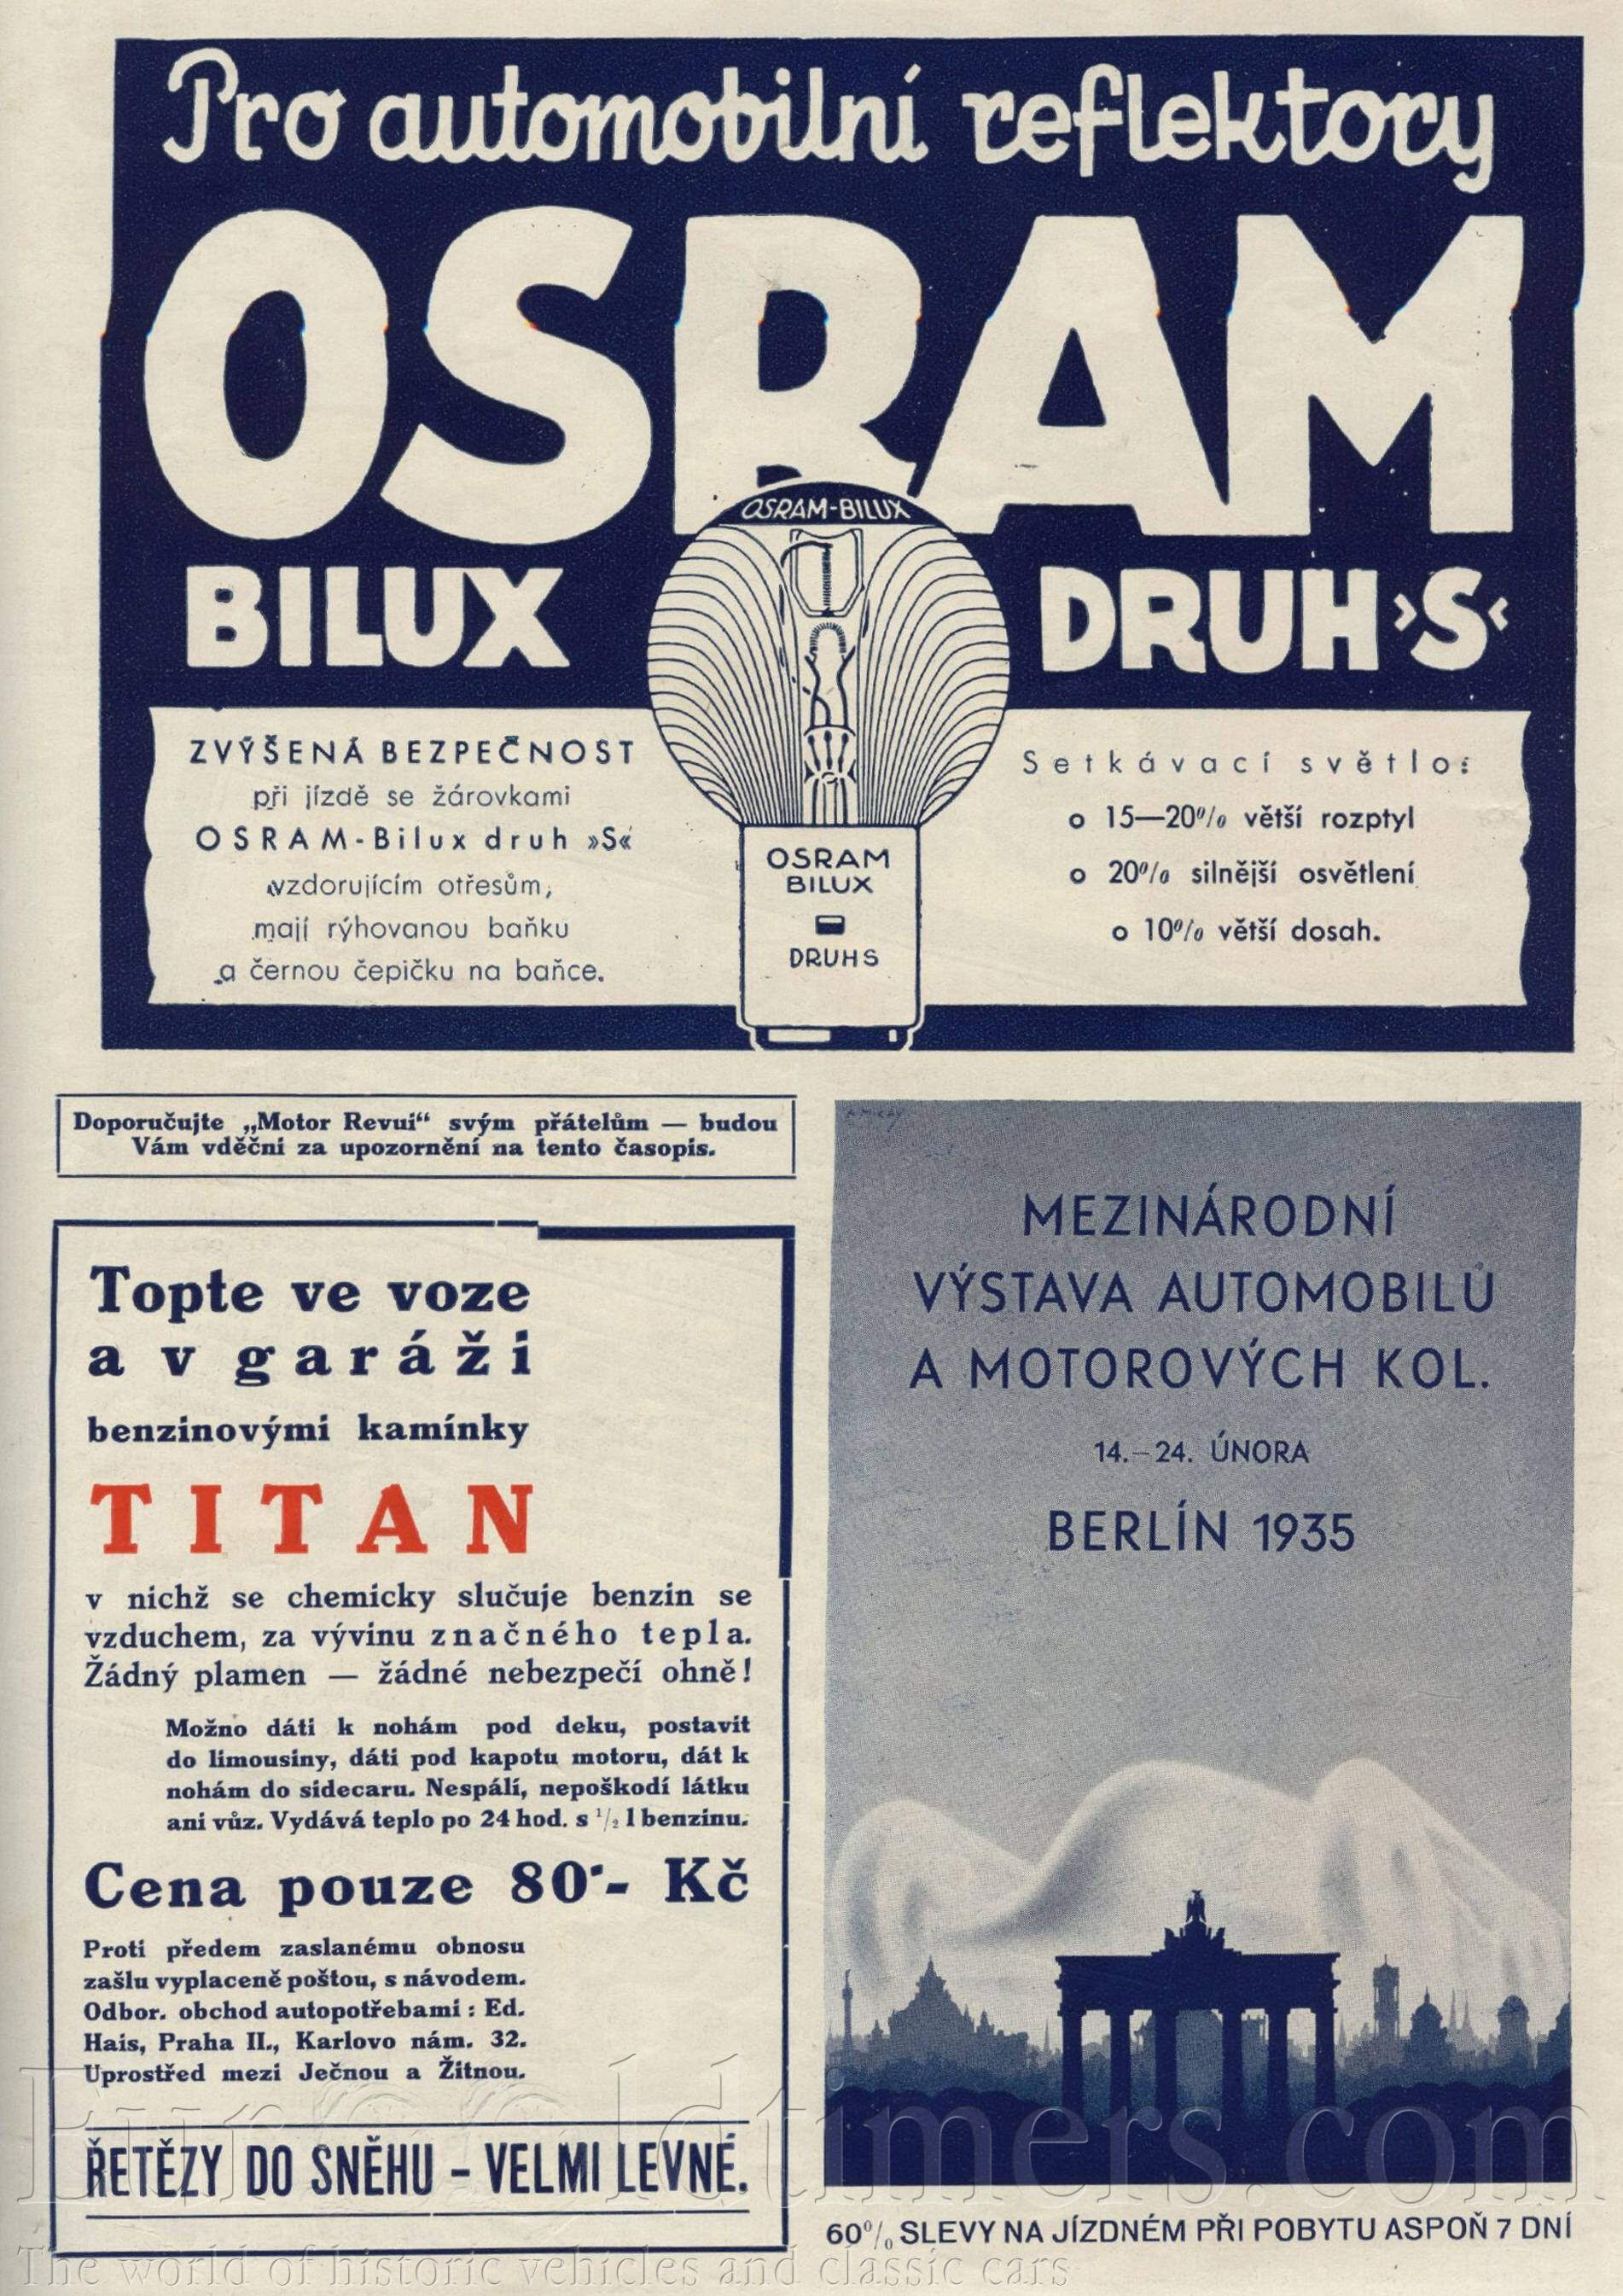 Pro automobilní reflektory
OSRAM
BILUX
DRUH ›S‹
OSRAM-BILUX
ZVÝŠENÁ BEZPEČNOST
při jízdě se žárovkami
OSRAM-Bilux druh »S«
vzdorujícím otřesům,
mají rýhovanou baňku
a černou čepičku na baňce.
OSRAM
BILUX
DRUH S
Setkávací světlo:
o 15—20% větší rozptyl
o 20% silnější osvětlení
o 10% větší dosah.
Doporučujte „Motor Revui“ svým přátelům — budou
Vám vděčni za upozornění na tento časopis.
Topte ve voze
a v garáži
benzinovými kamínky
TITAN
v nichž se chemicky slučuje benzin se
vzduchem, za vývinu značného tepla.
Žádný plamen — žádné nebezpečí ohně!
Možno dáti k nohám pod deku, postavit
do limousiny, dáti pod kapotu motoru, dát k
nohám do sidecaru. Nespálí, nepoškodí látku
ani vůz. Vydává teplo po 24 hod. s 1/2 l benzinu.
Cena pouze 80·- Kč
Proti předem zaslanému obnosu
zašlu vyplaceně poštou, s návodem.
Odbor. obchod autopotřebami : Ed.
Hais, Praha II., Karlovo nám. 32.
Uprostřed mezi Ječnou a Žitnou.
ŘETĚZY DO SNĚHU – VELMI LEVNÉ.
MEZINÁRODNÍ
VÝSTAVA AUTOMOBILŮ
A MOTOROVÝCH KOL.
14.–24. ÚNORA
BERLÍN 1935
60% SLEVY NA JÍZDNÉM PŘI POBYTU ASPOŇ 7 DNÍ
The world of historic vehicles and classic cars